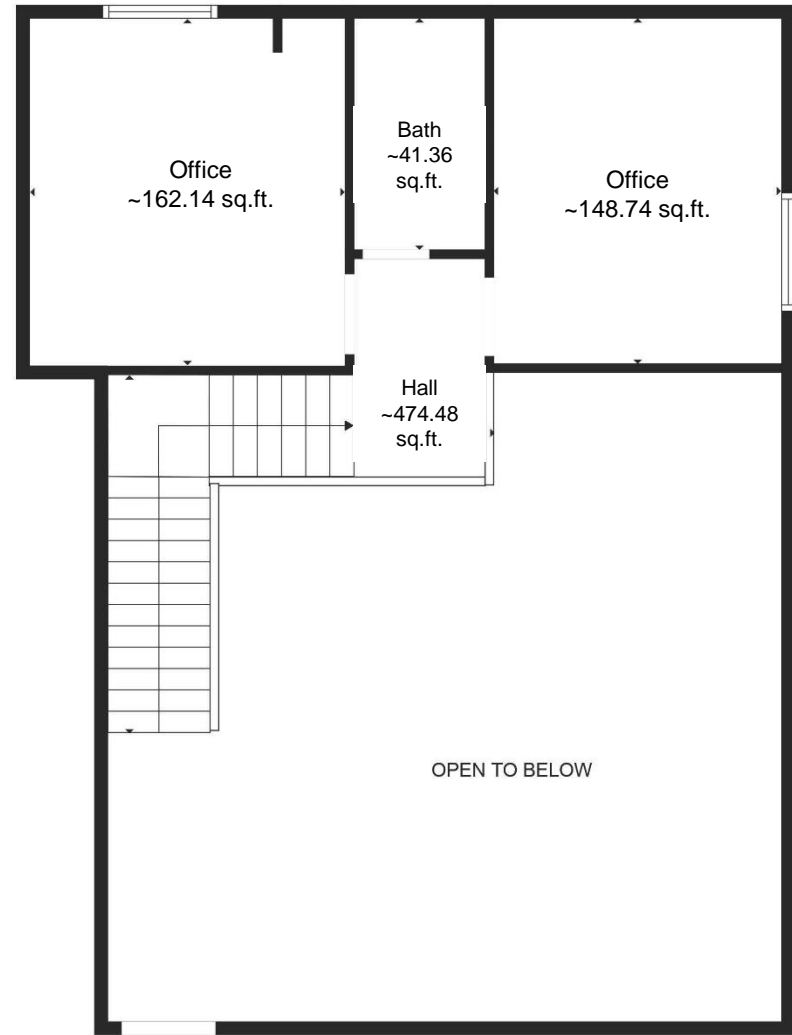 Office
~162.14 sq.ft.
Bath
~41.36
sq.ft.
Office
~148.74 sq.ft.
Hall
~474.48
sq.ft.
OPEN TO BELOW